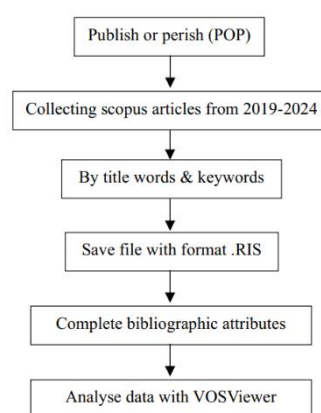 Publish or perish (POP)
Collecting scopus articles from 2019-2024
By title words & keywords
Save file with format .RIS
Complete bibliographic attributes
Analyse data with VOSViewer